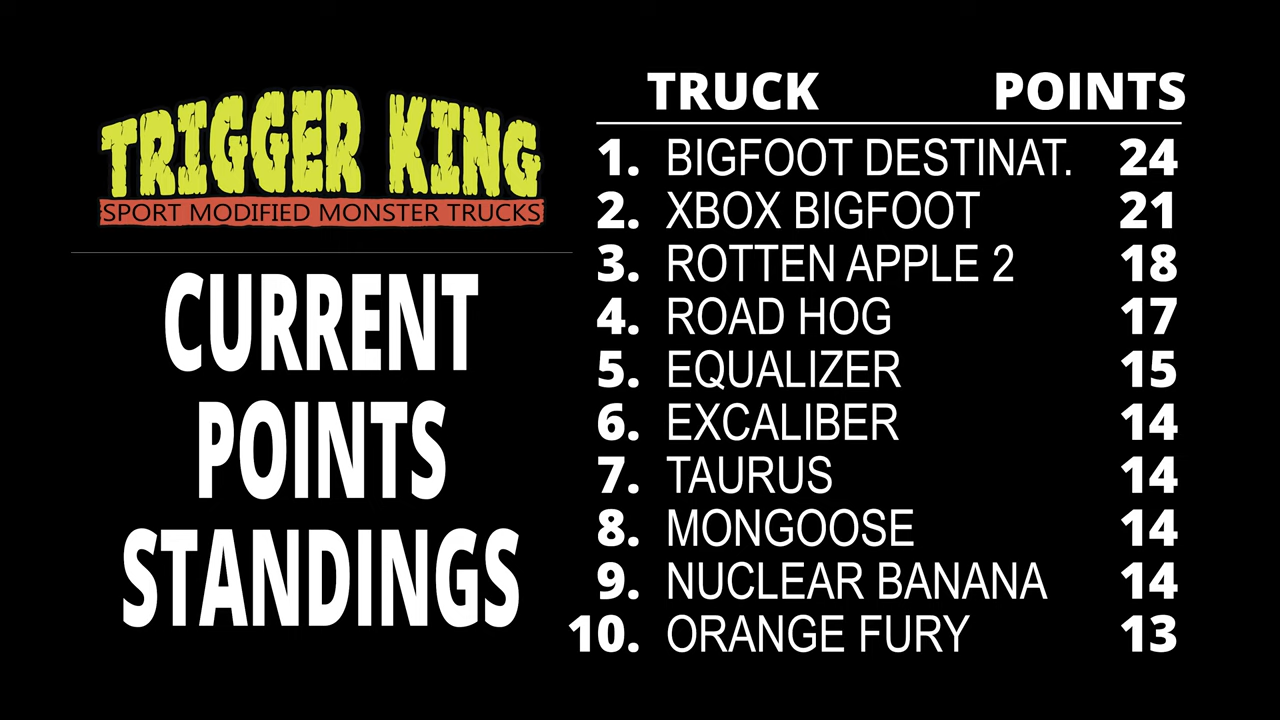 TRIGGER KING
SPORT MODIFIED MONSTER TRUCKS
CURRENT
POINTS
STANDINGS
TRUCK POINTS
1. BIGFOOT DESTINAT. 24
2. XBOX BIGFOOT 21
3. ROTTEN APPLE 2 18
4. ROAD HOG 17
5. EQUALIZER 15
6. EXCALIBER 14
7. TAURUS 14
8. MONGOOSE 14
9. NUCLEAR BANANA 14
10. ORANGE FURY 13